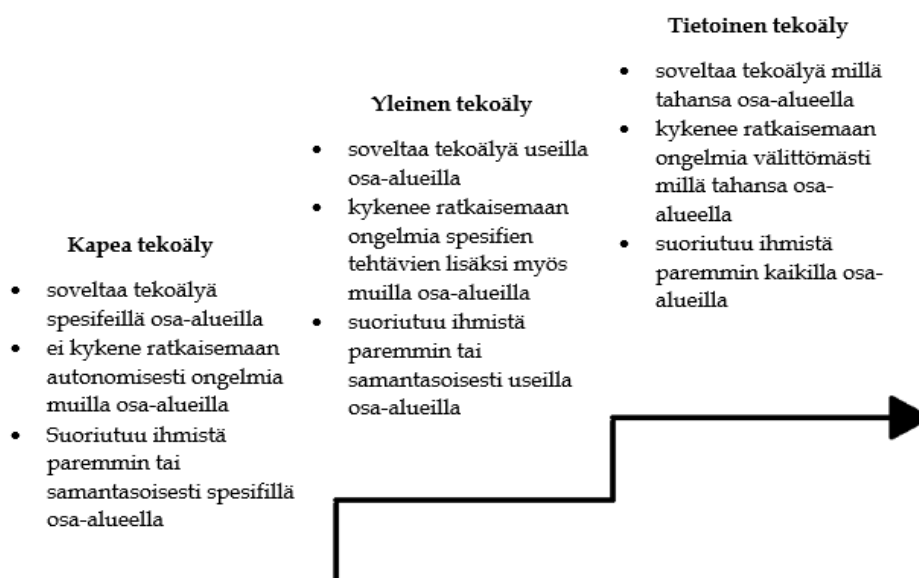 Kapea tekoäly
• soveltaa tekoälyä
spesifeillä osa-alueilla
• ei kykene ratkaisemaan
autonomisesti ongelmia
muilla osa-alueilla
• Suoriutuu ihmistä
paremmin tai
samantasoisesti spesifillä
osa-alueella
Yleinen tekoäly
• soveltaa tekoälyä useilla
osa-alueilla
• kykenee ratkaisemaan
ongelmia spesifien
tehtävien lisäksi myös
muilla osa-alueilla
• suoriutuu ihmistä
paremmin tai
samantasoisesti useilla
osa-alueilla
Tietoinen tekoäly
• soveltaa tekoälyä millä
tahansa osa-alueella
• kykenee ratkaisemaan
ongelmia välittömästi
millä tahansa osa-
alueella
• suoriutuu ihmistä
paremmin kaikilla osa-
alueilla